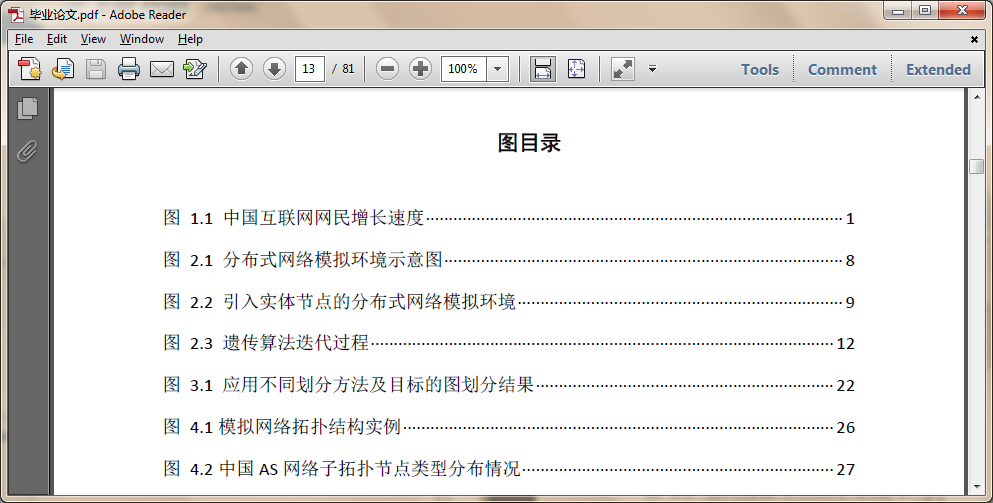 毕业论文.pdf - Adobe Reader
File Edit View Window Help
13 / 81 100% Tools Comment Extended
图目录
图 1.1 中国互联网网民增长速度 1
图 2.1 分布式网络模拟环境示意图 8
图 2.2 引入实体节点的分布式网络模拟环境 9
图 2.3 遗传算法迭代过程 12
图 3.1 应用不同划分方法及目标的图划分结果 22
图 4.1 模拟网络拓扑结构实例 26
图 4.2 中国 AS 网络子拓扑节点类型分布情况 27